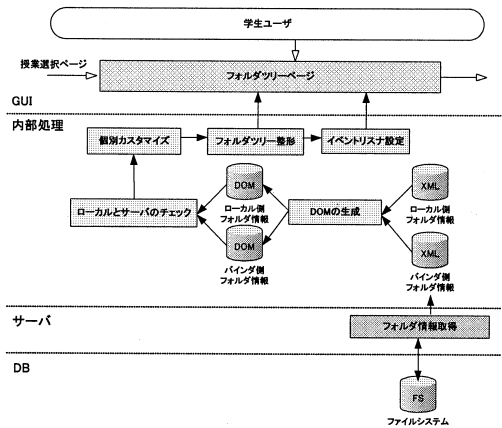 学生ユーザ
授業選択ページ
フォルダツリーページ
GUI
内部処理
個別カスタマイズ
フォルダツリー整形
イベントリスナ設定
DOM
ローカル側
フォルダ情報
XML
ローカル側
フォルダ情報
ローカルとサーバのチェック
DOMの生成
DOM
バインダ側
フォルダ情報
XML
バインダ側
フォルダ情報
サーバ
フォルダ情報取得
DB
FS
ファイルシステム